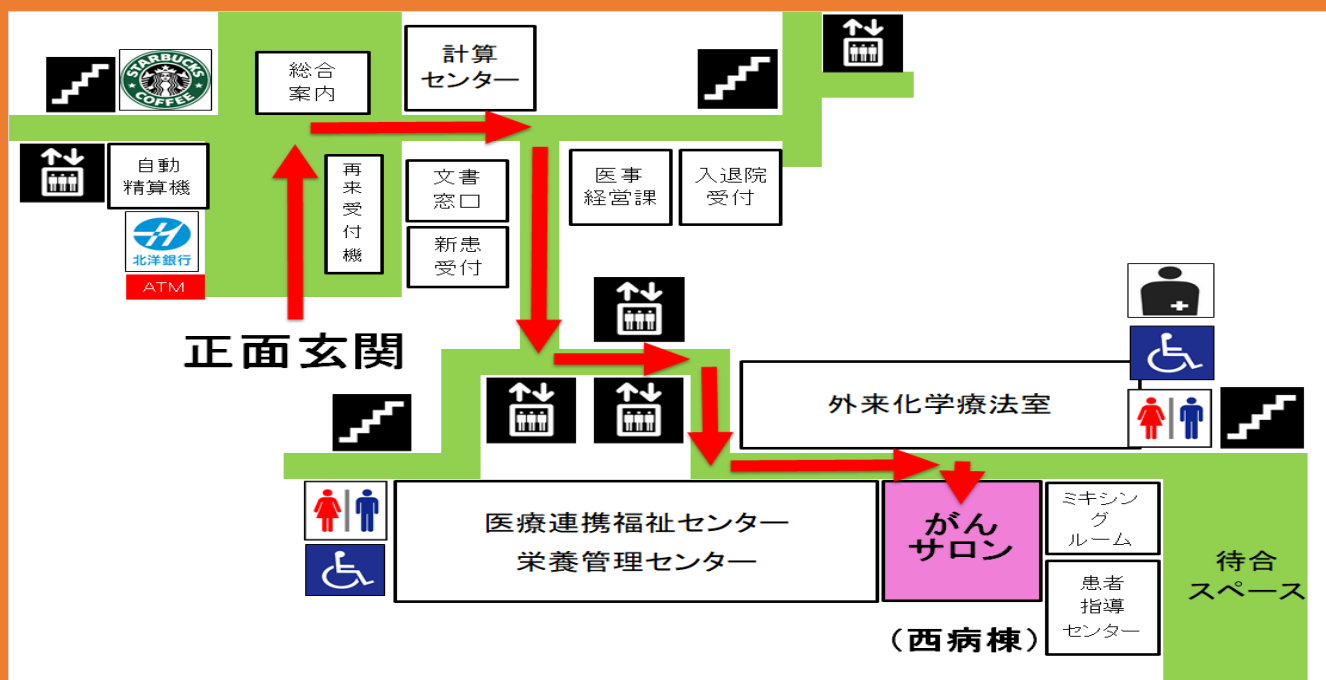 STARBUCKS
COFFEE
総合
案内
計算
センター
自動
精算機
再
来
受
付
機
文書
窓口
新患
受付
医事
経営課
入退院
受付
北洋銀行
ATM
正面玄関
外来化学療法室
医療連携福祉センター
栄養管理センター
がん
サロン
ミキシン
グ
ルーム
患者
指導
センター
待合
スペース
（西病棟）